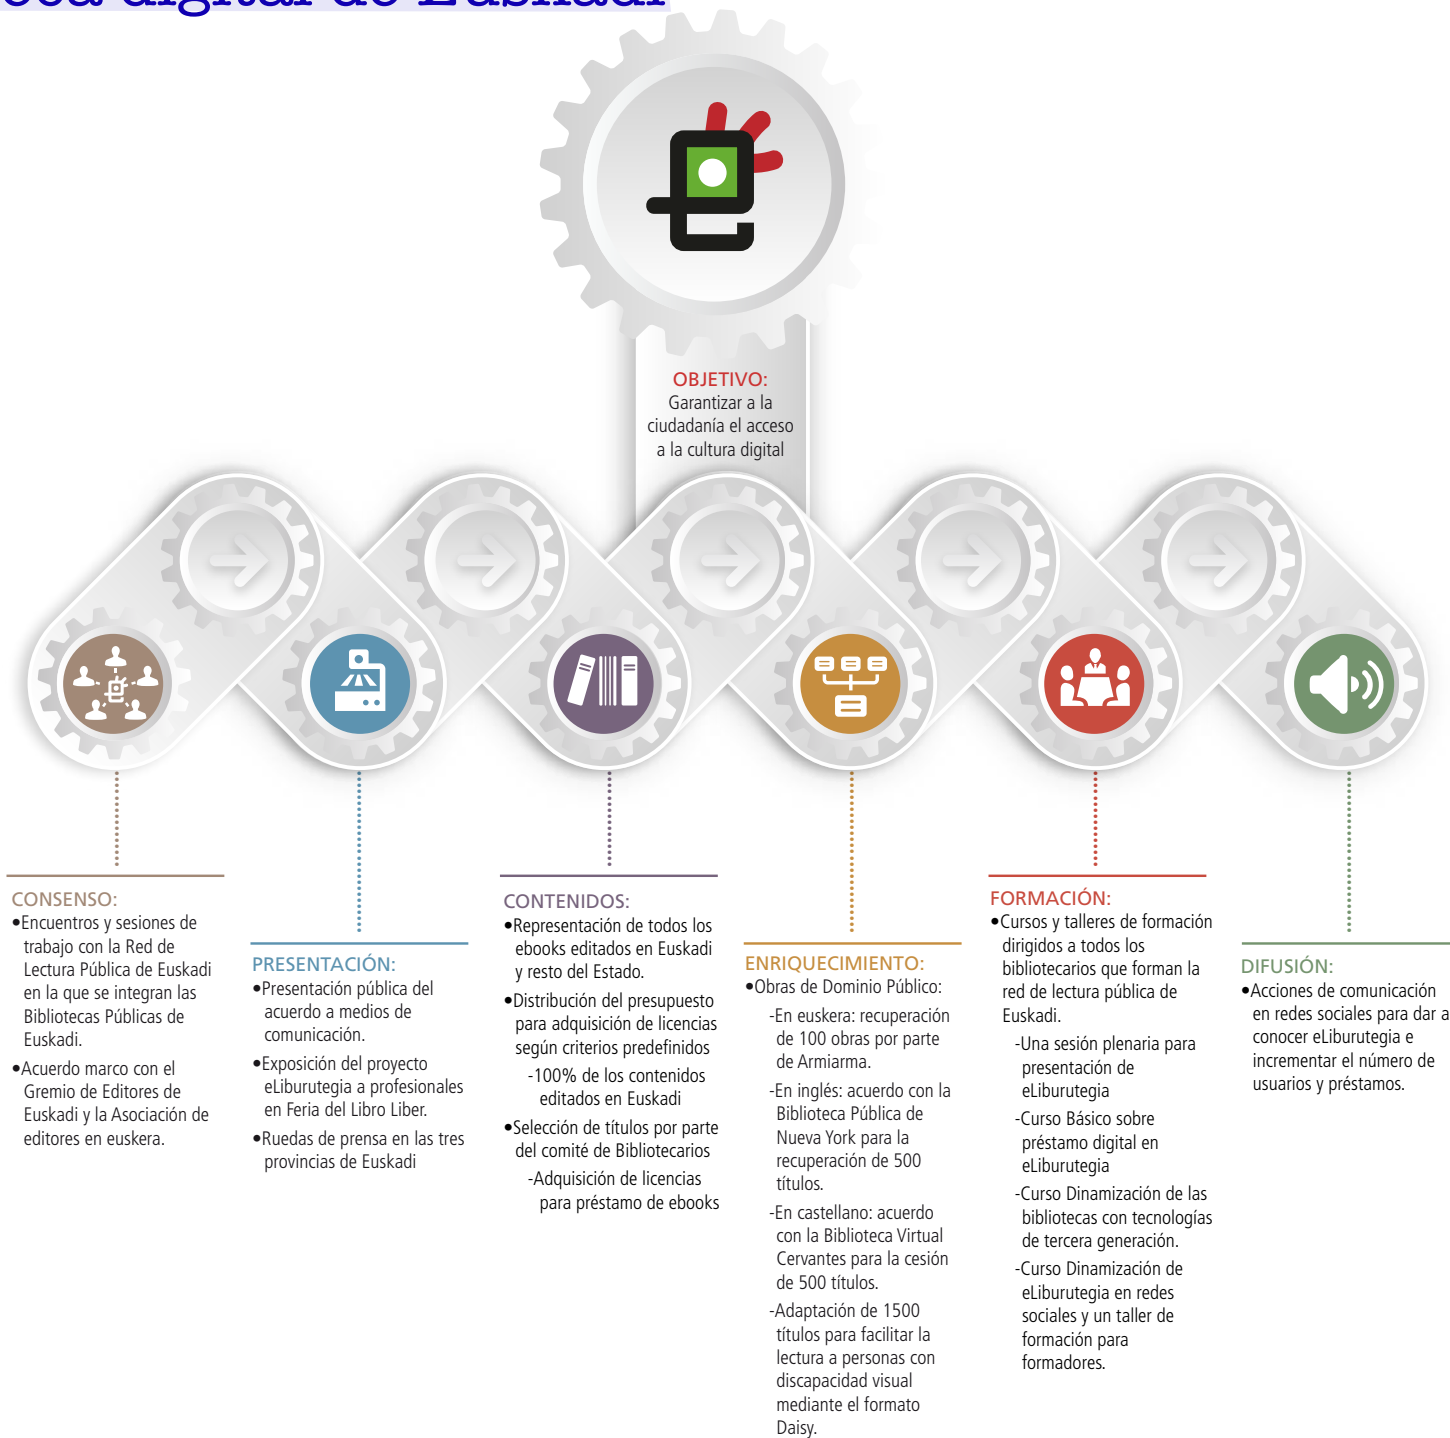 digital de Euskadi
OBJETIVO:
Garantizar a la
ciudadanía el acceso
a la cultura digital
CONSENSO:
•Encuentros y sesiones de
trabajo con la Red de
Lectura Pública de Euskadi
en la que se integran las
Bibliotecas Públicas de
Euskadi.
•Acuerdo marco con el
Gremio de Editores de
Euskadi y la Asociación de
editores en euskera.
PRESENTACIÓN:
•Presentación pública del
acuerdo a medios de
comunicación.
•Exposición del proyecto
eLiburutegia a profesionales
en Feria del Libro Liber.
•Ruedas de prensa en las tres
provincias de Euskadi
CONTENIDOS:
•Representación de todos los
ebooks editados en Euskadi
y resto del Estado.
•Distribución del presupuesto
para adquisición de licencias
según criterios predefinidos
-100% de los contenidos
editados en Euskadi
•Selección de títulos por parte
del comité de Bibliotecarios
-Adquisición de licencias
para préstamo de ebooks
ENRIQUECIMIENTO:
•Obras de Dominio Público:
-En euskera: recuperación
de 100 obras por parte
de Armiarma.
-En inglés: acuerdo con la
Biblioteca Pública de
Nueva York para la
recuperación de 500
títulos.
-En castellano: acuerdo
con la Biblioteca Virtual
Cervantes para la cesión
de 500 títulos.
-Adaptación de 1500
títulos para facilitar la
lectura a personas con
discapacidad visual
mediante el formato
Daisy.
FORMACIÓN:
•Cursos y talleres de formación
dirigidos a todos los
bibliotecarios que forman la
red de lectura pública de
Euskadi.
-Una sesión plenaria para
presentación de
eLiburutegia
-Curso Básico sobre
préstamo digital en
eLiburutegia
-Curso Dinamización de las
bibliotecas con tecnologías
de tercera generación.
-Curso Dinamización de
eLiburutegia en redes
sociales y un taller de
formación para
formadores.
DIFUSIÓN:
•Acciones de comunicación
en redes sociales para dar a
conocer eLiburutegia e
incrementar el número de
usuarios y préstamos.